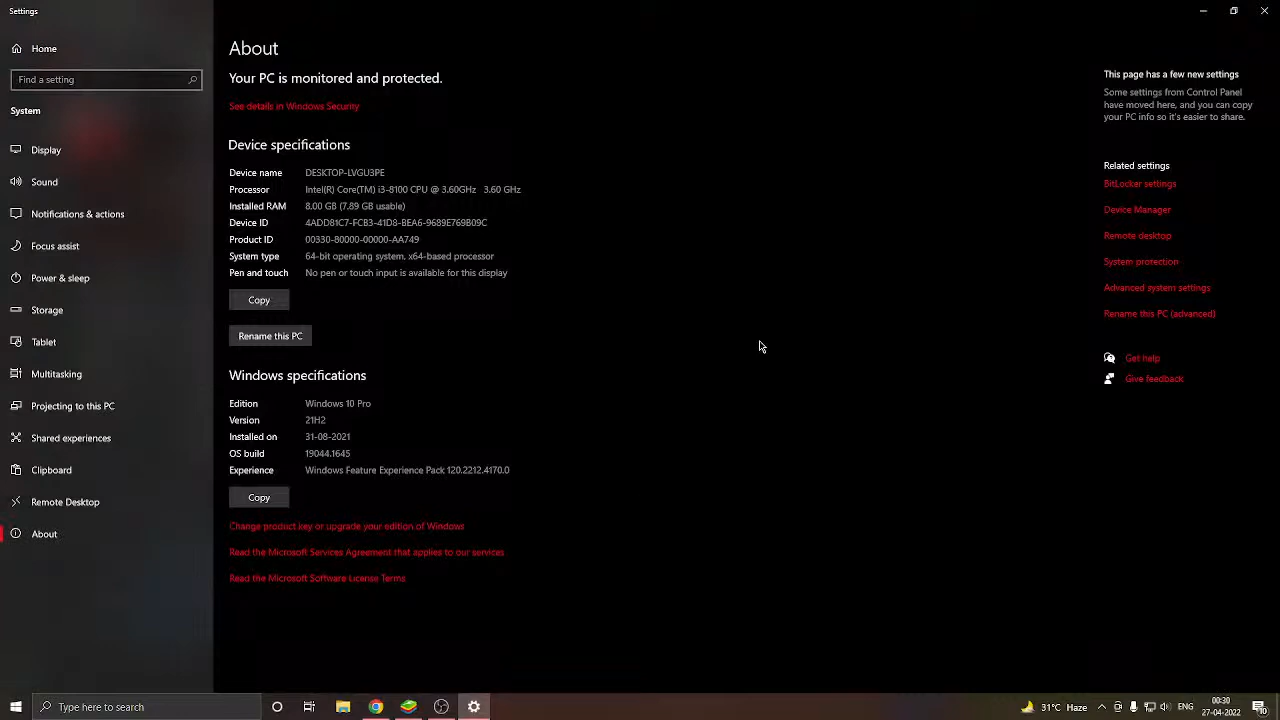 Settings
Home
Find a setting
System
Display
Sound
Notifications & actions
Focus assist
Power & sleep
Storage
Tablet
Multitasking
Projecting to this PC
Shared experiences
Clipboard
Remote Desktop
About
About
Your PC is monitored and protected.
See details in Windows Security
Device specifications
Device name DESKTOP-LVGU3PE
Processor Intel(R) Core(TM) i3-8100 CPU @ 3.60GHz 3.60 GHz
Installed RAM 8.00 GB (7.89 GB usable)
Device ID 4ADD81C7-FCB3-41D8-BEA6-9689E769B09C
Product ID 00330-80000-00000-AA749
System type 64-bit operating system, x64-based processor
Pen and touch No pen or touch input is available for this display
Copy
Rename this PC
Windows specifications
Edition Windows 10 Pro
Version 21H2
Installed on 31-08-2021
OS build 19044.1645
Experience Windows Feature Experience Pack 120.2212.4170.0
Copy
Change product key or upgrade your edition of Windows
Read the Microsoft Services Agreement that applies to our services
Read the Microsoft Software License Terms
This page has a few new settings
Some settings from Control Panel
have moved here, and you can copy
your PC info so it's easier to share.
Related settings
BitLocker settings
Device Manager
Remote desktop
System protection
Advanced system settings
Rename this PC (advanced)
Get help
Give feedback
Type here to search
31°C
ENG
00:30
27-04-2022